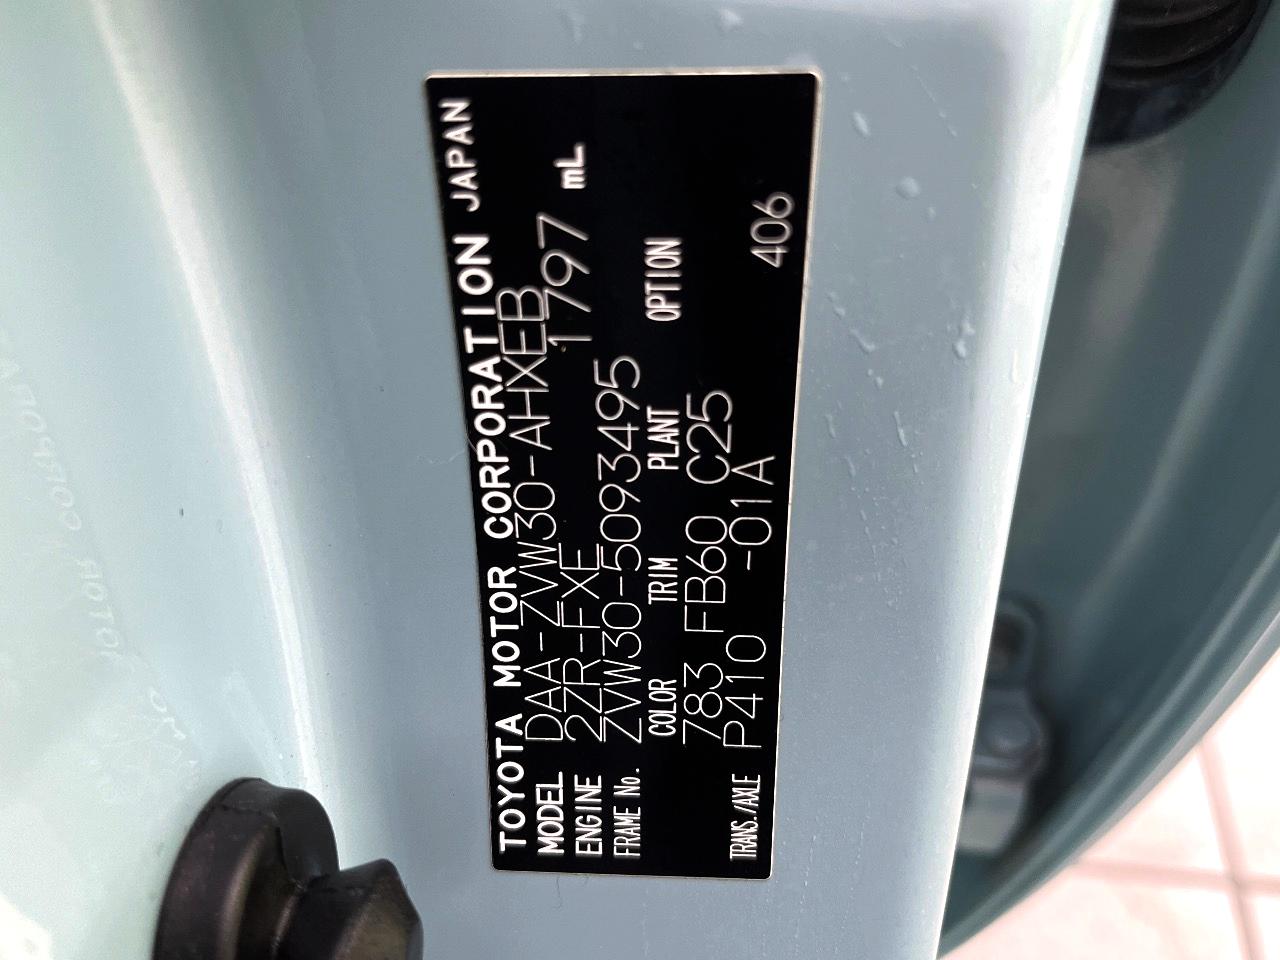 TOYOTA MOTOR CORPORATION JAPAN
MODEL DAA-ZVW30-AHXEB
ENGINE 2ZR-FXE 1797 mL
FRAME No. ZVW30-5093495
COLOR TRIM PLANT OPTION
783 FB60 C25
TRANS./AXLE P410 -01A 406